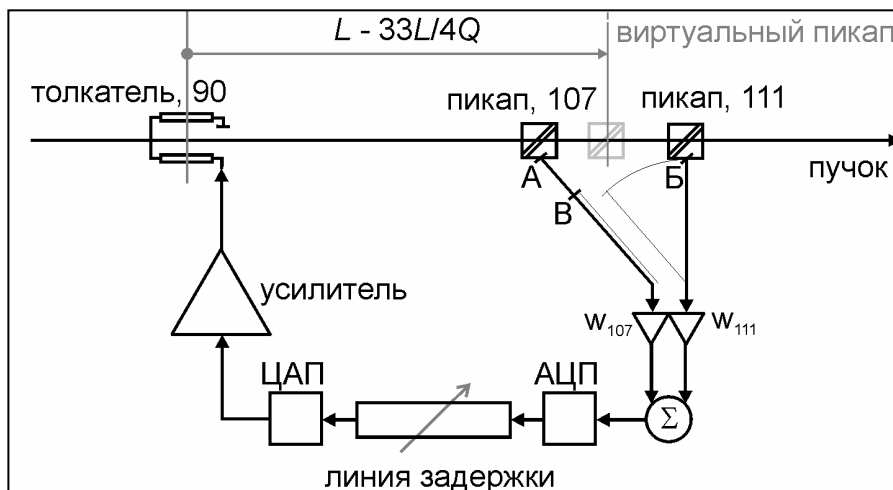 L - 33L/4Q
виртуальный пикап
толкатель, 90
пикап, 107
пикап, 111
А
Б
В
пучок
усилитель
w107
w111
ЦАП
АЦП
Σ
линия задержки